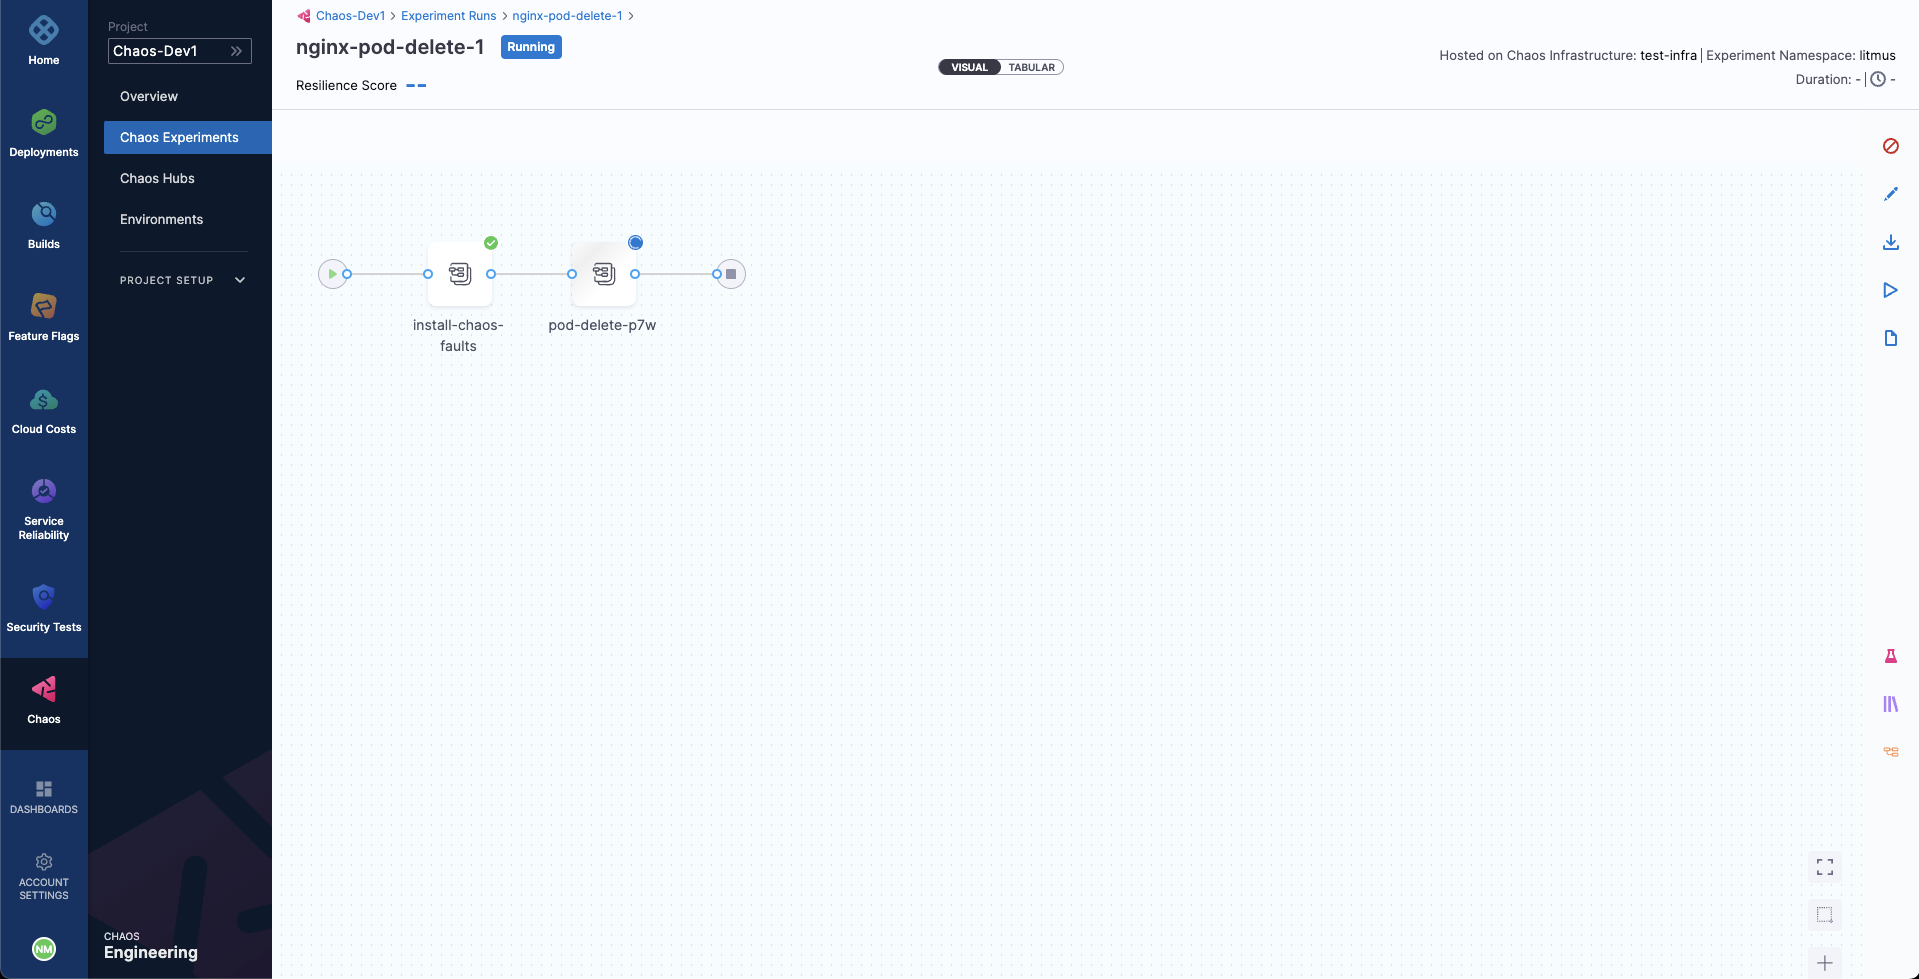 Home
Deployments
Builds
Feature Flags
Cloud Costs
Service
Reliability
Security Tests
Chaos
DASHBOARDS
ACCOUNT
SETTINGS
NM
Project
Chaos-Dev1
Overview
Chaos Experiments
Chaos Hubs
Environments
PROJECT SETUP
CHAOS
Engineering
Chaos-Dev1 > Experiment Runs > nginx-pod-delete-1 >
nginx-pod-delete-1 Running
Resilience Score --
VISUAL TABULAR
Hosted on Chaos Infrastructure: test-infra | Experiment Namespace: litmus
Duration: - | -
install-chaos-
faults
pod-delete-p7w